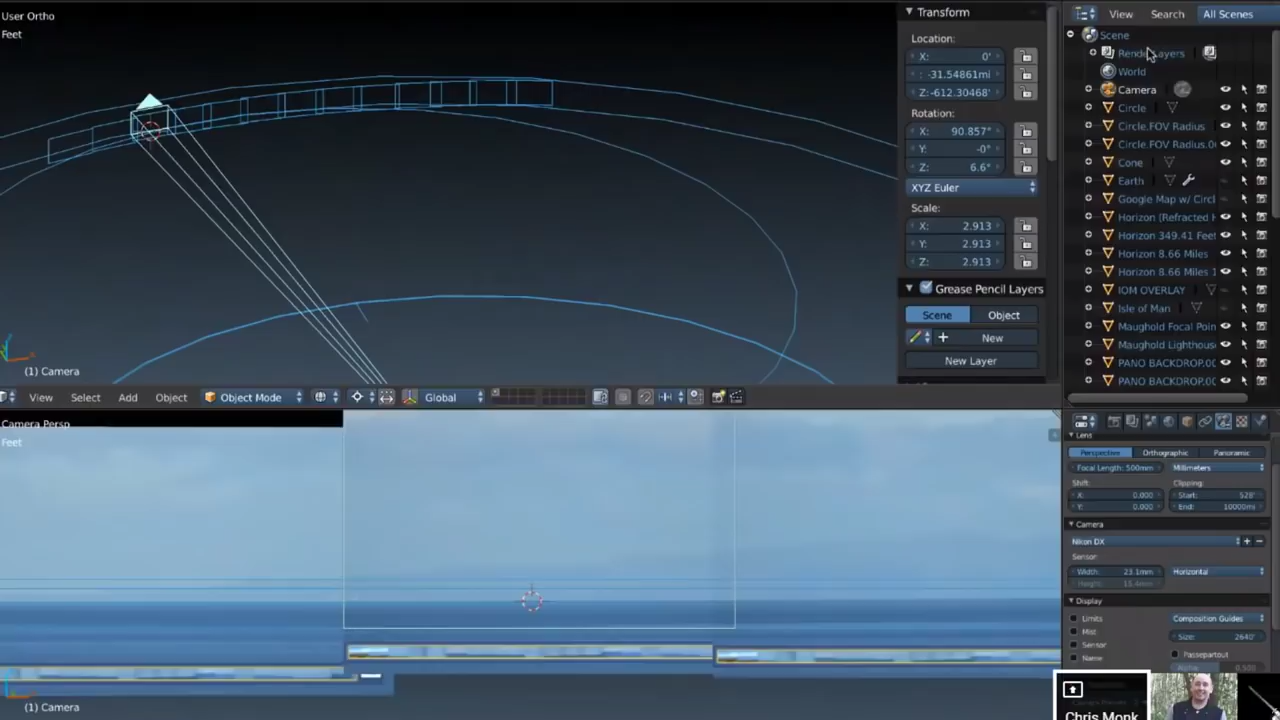 User Ortho
Feet
(1) Camera
Transform
Location:
X: 0'
: -31.54861mi
Z:-612.30468'
Rotation:
X: 90.857°
Y: -0°
Z: 6.6°
XYZ Euler
Scale:
X: 2.913
Y: 2.913
Z: 2.913
Grease Pencil Layers
Scene Object
New
New Layer
View Search All Scenes
Scene
RenderLayers
World
Camera
Circle
Circle.FOV Radius
Circle.FOV Radius.0
Cone
Earth
Google Map w/ Circl
Horizon (Refracted H
Horizon 349.41 Feet
Horizon 8.66 Miles
Horizon 8.66 Miles 1
IOM OVERLAY
Isle of Man
Maughold Focal Poin
Maughold Lighthous
PANO BACKDROP.00
PANO BACKDROP.00
View Select Add Object Object Mode Global
Camera Persp
Feet
(1) Camera
Lens
Perspective Orthographic Panoramic
Focal Length: 500mm Millimeters
Shift: Clipping:
X: 0.000 Start: 528'
Y: 0.000 End: 10000mi
Camera
Nikon DX
Sensor:
Width: 23.1mm Horizontal
Height: 15.4mm
Display
Limits Composition Guides
Mist Size: 2640'
Sensor Passepartout
Name Alpha: 0.500
Chris Monk